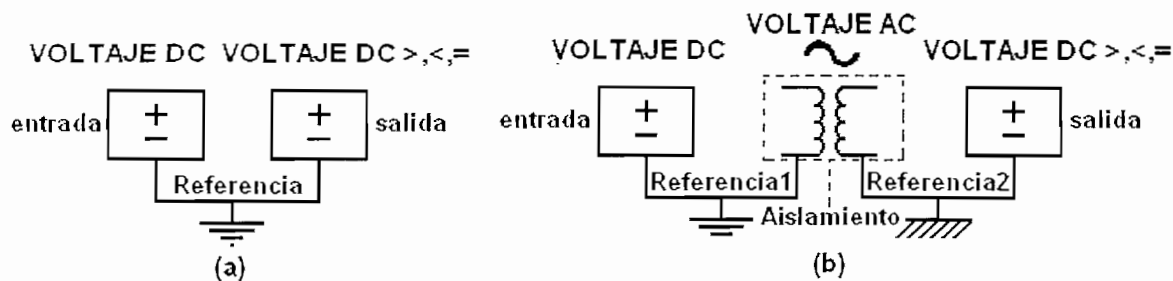 VOLTAJE DC VOLTAJE DC >,<,=
entrada
+
−
+
−
salida
Referencia
(a)
VOLTAJE AC
VOLTAJE DC
VOLTAJE DC >,<,=
entrada
+
−
+
−
salida
Referencia1
Referencia2
Aislamiento
(b)